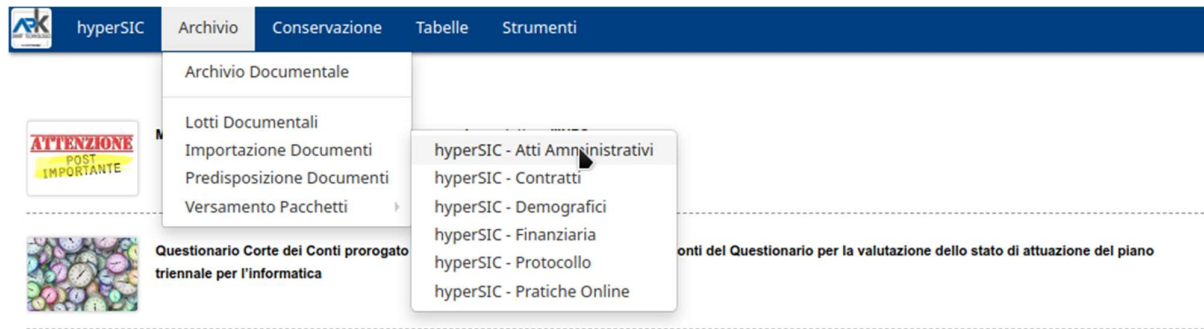 ARK
hyperSIC Archivio Conservazione Tabelle Strumenti
Archivio Documentale
Lotti Documentali
Importazione Documenti
Predisposizione Documenti
Versamento Pacchetti
hyperSIC - Atti Amministrativi
hyperSIC - Contratti
hyperSIC - Demografici
hyperSIC - Finanziaria
hyperSIC - Protocollo
hyperSIC - Pratiche Online
ATTENZIONE
POST
IMPORTANTE
Questionario Corte dei Conti prorogato
onti del Questionario per la valutazione dello stato di attuazione del piano
triennale per l'informatica